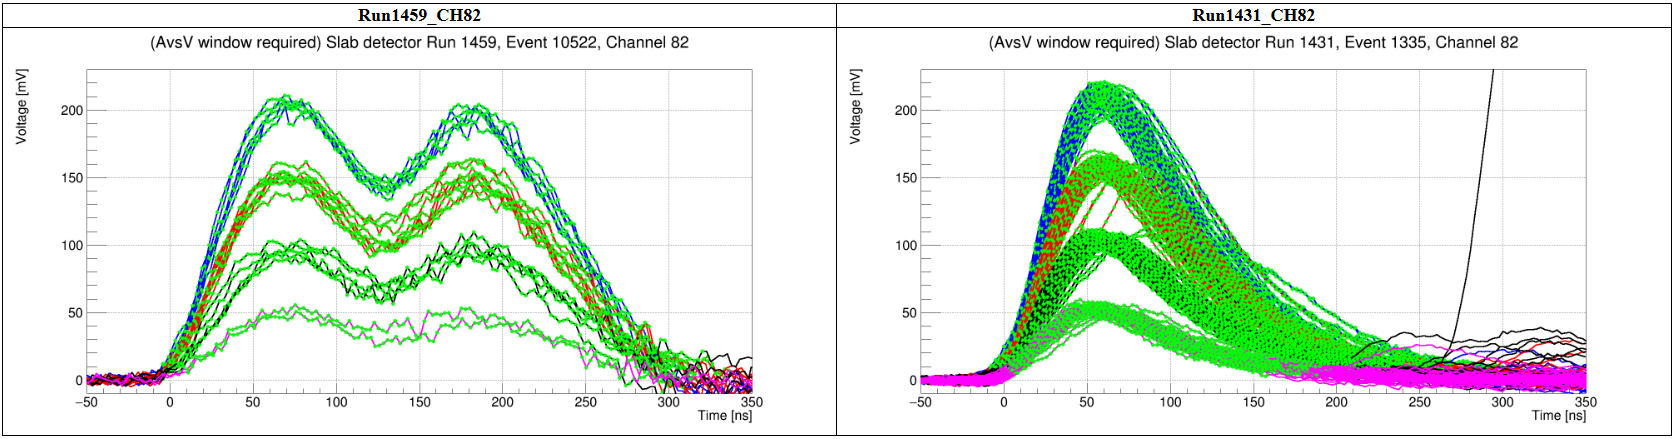 Run1459_CH82
Run1431_CH82
(AvsV window required) Slab detector Run 1459, Event 10522, Channel 82
(AvsV window required) Slab detector Run 1431, Event 1335, Channel 82
Voltage [mV]
200
150
100
50
0
−50 0 50 100 150 200 250 300 350
Time [ns]
Voltage [mV]
200
150
100
50
0
−50 0 50 100 150 200 250 300 350
Time [ns]